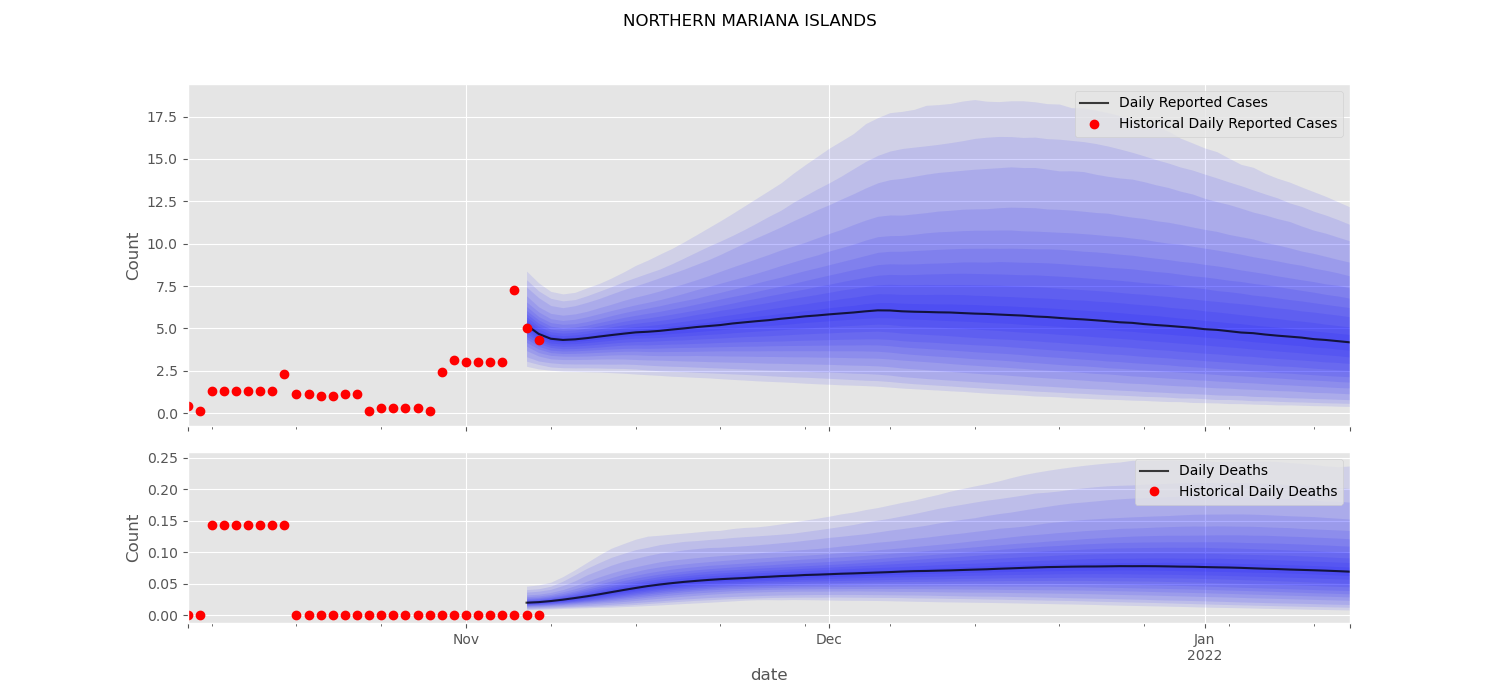 NORTHERN MARIANA ISLANDS
Daily Reported Cases
Historical Daily Reported Cases
17.5
15.0
12.5
10.0
7.5
5.0
2.5
0.0
Count
Daily Deaths
Historical Daily Deaths
0.25
0.20
0.15
0.10
0.05
0.00
Count
Nov
Dec
Jan
2022
date